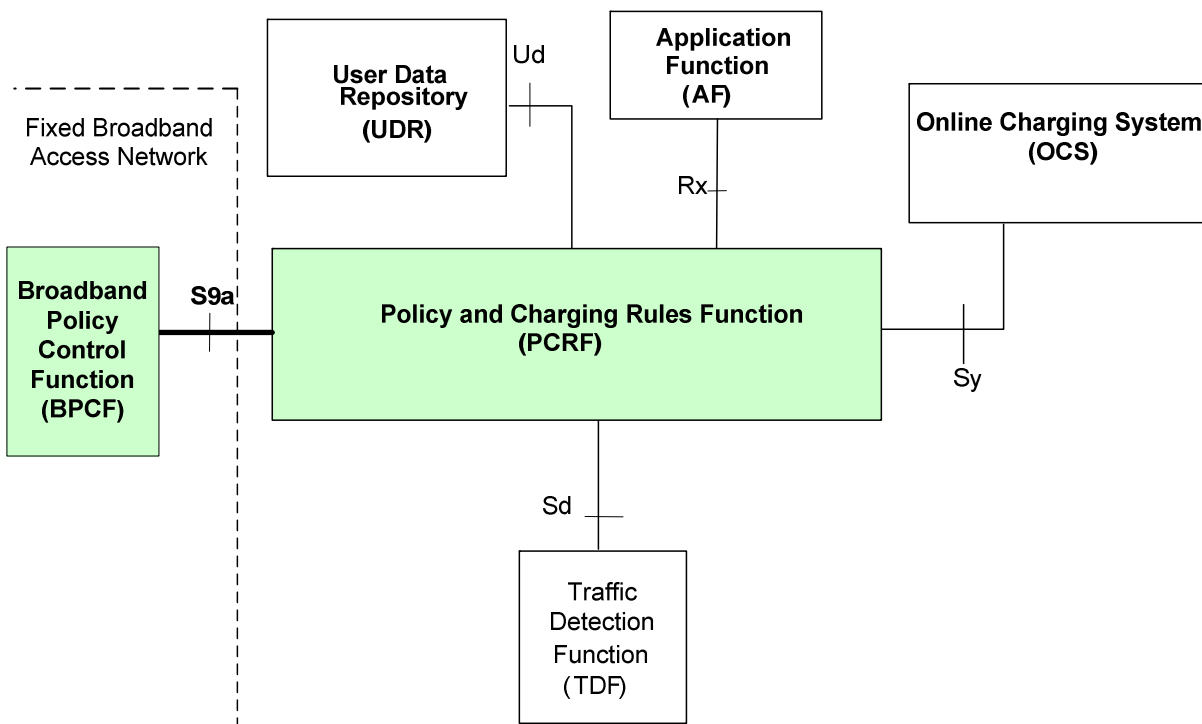 Fixed Broadband
Access Network
User Data
Repository
(UDR)
Ud
Application
Function
(AF)
Rx
Online Charging System
(OCS)
Broadband
Policy
Control
Function
(BPCF)
S9a
Policy and Charging Rules Function
(PCRF)
Sy
Sd
Traffic
Detection
Function
(TDF)